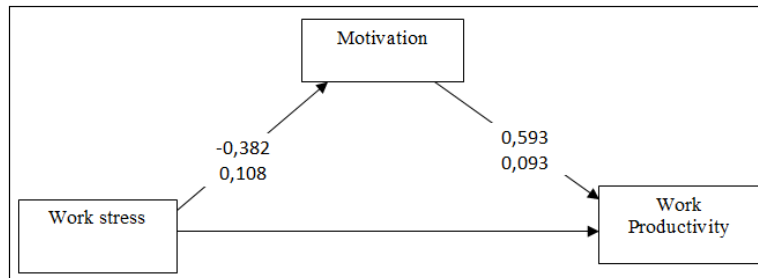 Motivation
-0,382
0,108
0,593
0,093
Work stress
Work
Productivity